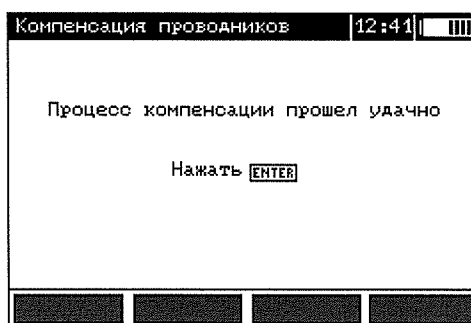 Компенсация проводников 12:41
Процесс компенсации прошел удачно
Нажать ENTER